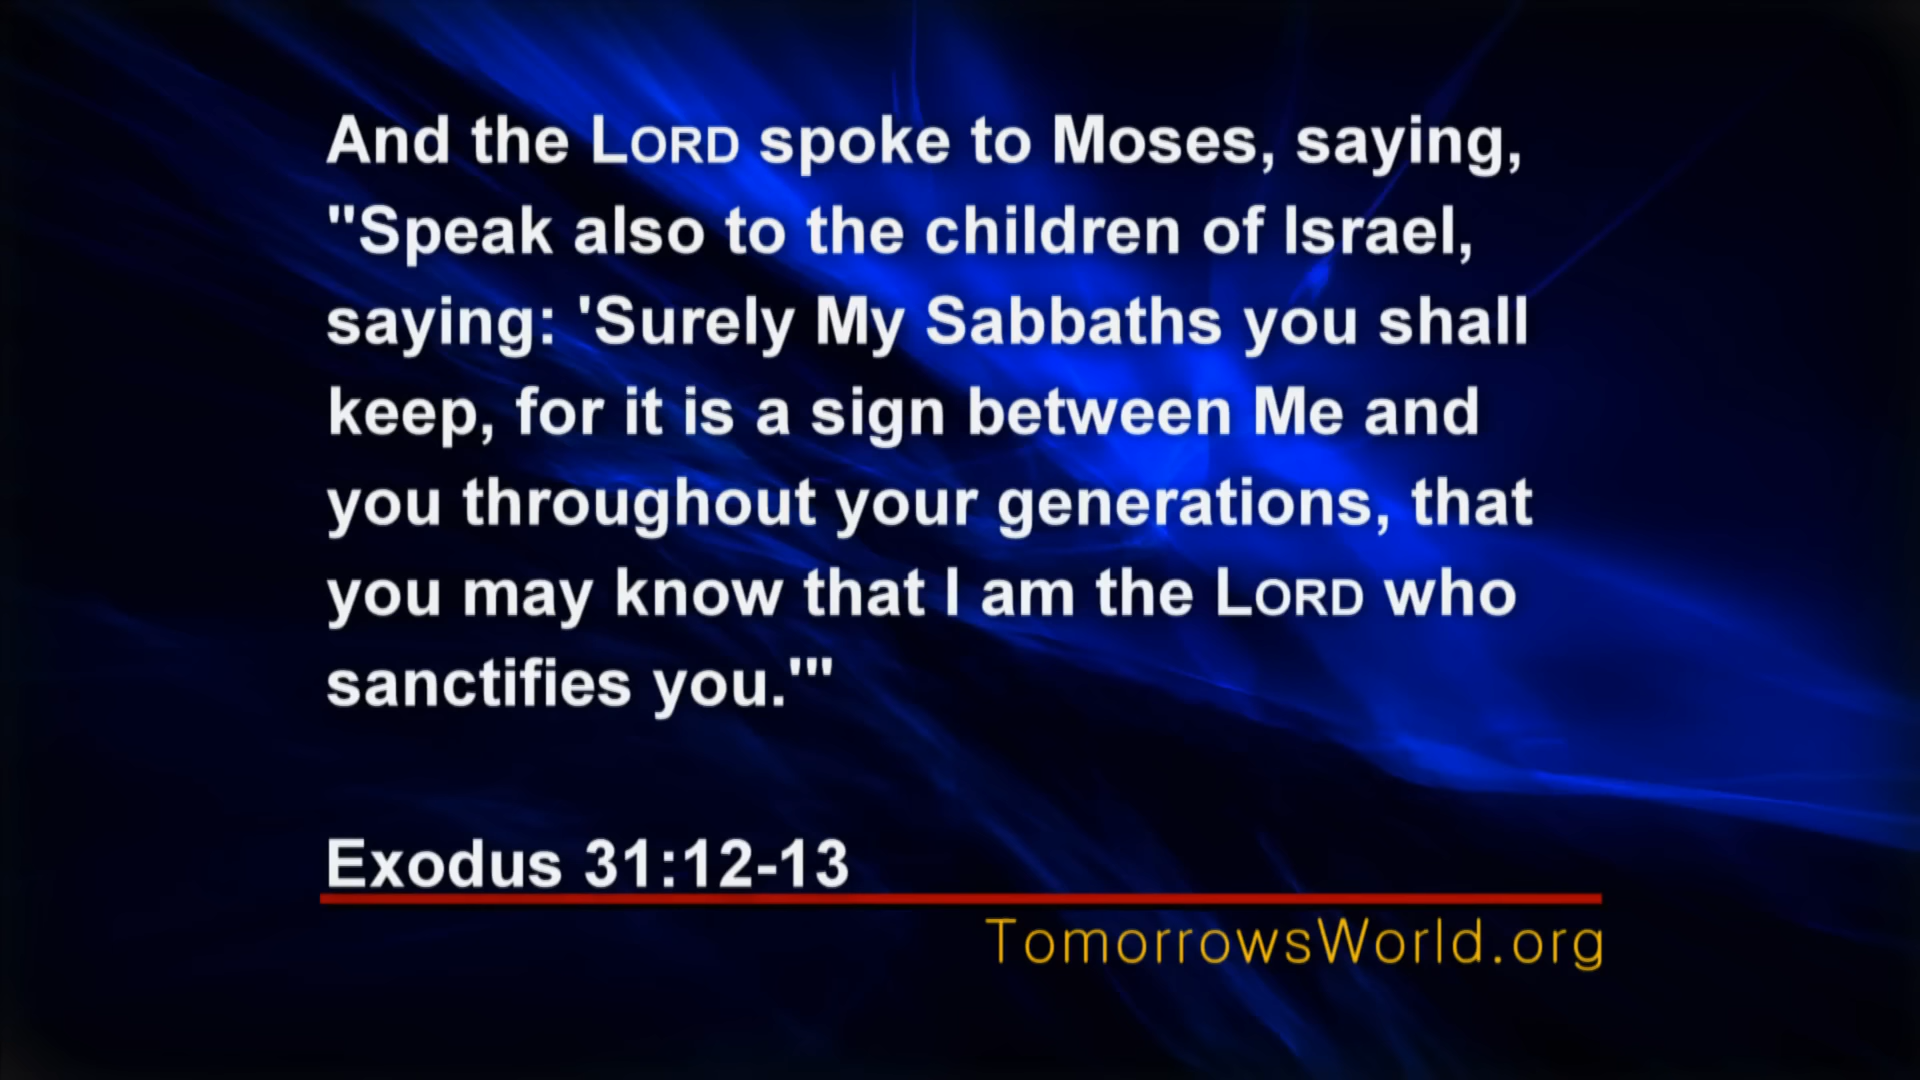 And the LORD spoke to Moses, saying,
"Speak also to the children of Israel,
saying: 'Surely My Sabbaths you shall
keep, for it is a sign between Me and
you throughout your generations, that
you may know that I am the LORD who
sanctifies you.'"
Exodus 31:12-13
TomorrowsWorld.org